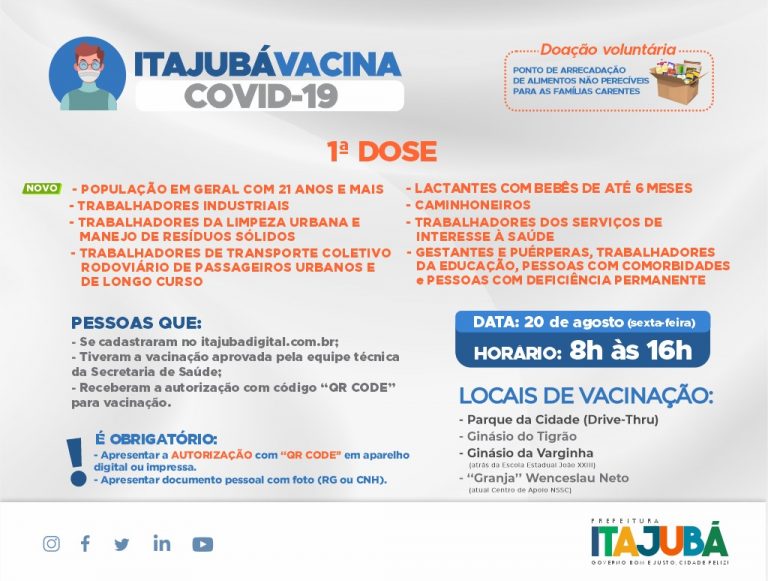 ITAJUBÁVACINA
COVID-19
Doação voluntária
PONTO DE ARRECADAÇÃO
DE ALIMENTOS NÃO PERECÍVEIS
PARA AS FAMÍLIAS CARENTES
1ª DOSE
NOVO - POPULAÇÃO EM GERAL COM 21 ANOS E MAIS
- TRABALHADORES INDUSTRIAIS
- TRABALHADORES DA LIMPEZA URBANA E
MANEJO DE RESÍDUOS SÓLIDOS
- TRABALHADORES DE TRANSPORTE COLETIVO
RODOVIÁRIO DE PASSAGEIROS URBANOS E
DE LONGO CURSO
- LACTANTES COM BEBÊS DE ATÉ 6 MESES
- CAMINHONEIROS
- TRABALHADORES DOS SERVIÇOS DE
INTERESSE À SAÚDE
- GESTANTES E PUÉRPERAS, TRABALHADORES
DA EDUCAÇÃO, PESSOAS COM COMORBIDADES
e PESSOAS COM DEFICIÊNCIA PERMANENTE
PESSOAS QUE:
- Se cadastraram no itajubadigital.com.br;
- Tiveram a vacinação aprovada pela equipe técnica
da Secretaria de Saúde;
- Receberam a autorização com código “QR CODE”
para vacinação.
! É OBRIGATÓRIO:
- Apresentar a AUTORIZAÇÃO com “QR CODE” em aparelho
digital ou impressa.
- Apresentar documento pessoal com foto (RG ou CNH).
DATA: 20 de agosto (sexta-feira)
HORÁRIO: 8h às 16h
LOCAIS DE VACINAÇÃO:
- Parque da Cidade (Drive-Thru)
- Ginásio do Tigrão
- Ginásio da Varginha
(atrás da Escola Estadual João XXIII)
- “Granja” Wenceslau Neto
(atual Centro de Apoio NSSC)
PREFEITURA
ITAJUBÁ
GOVERNO BOM E JUSTO, CIDADE FELIZ!